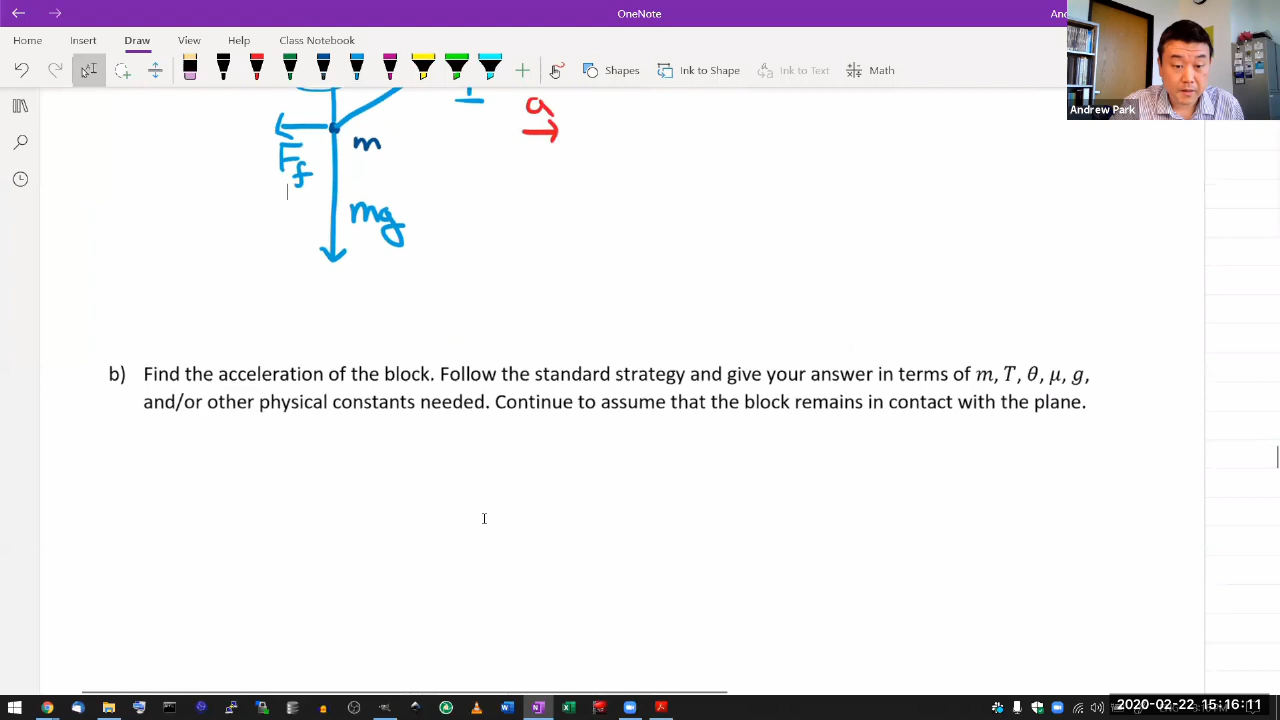 OneNote
Home Insert Draw View Help Class Notebook
Shapes Ink to Shape Ink to Text Math
Andrew Park
a
m
F_f
mg
b) Find the acceleration of the block. Follow the standard strategy and give your answer in terms of m, T, θ, μ, g,
and/or other physical constants needed. Continue to assume that the block remains in contact with the plane.
2020-02-22 15:16:11